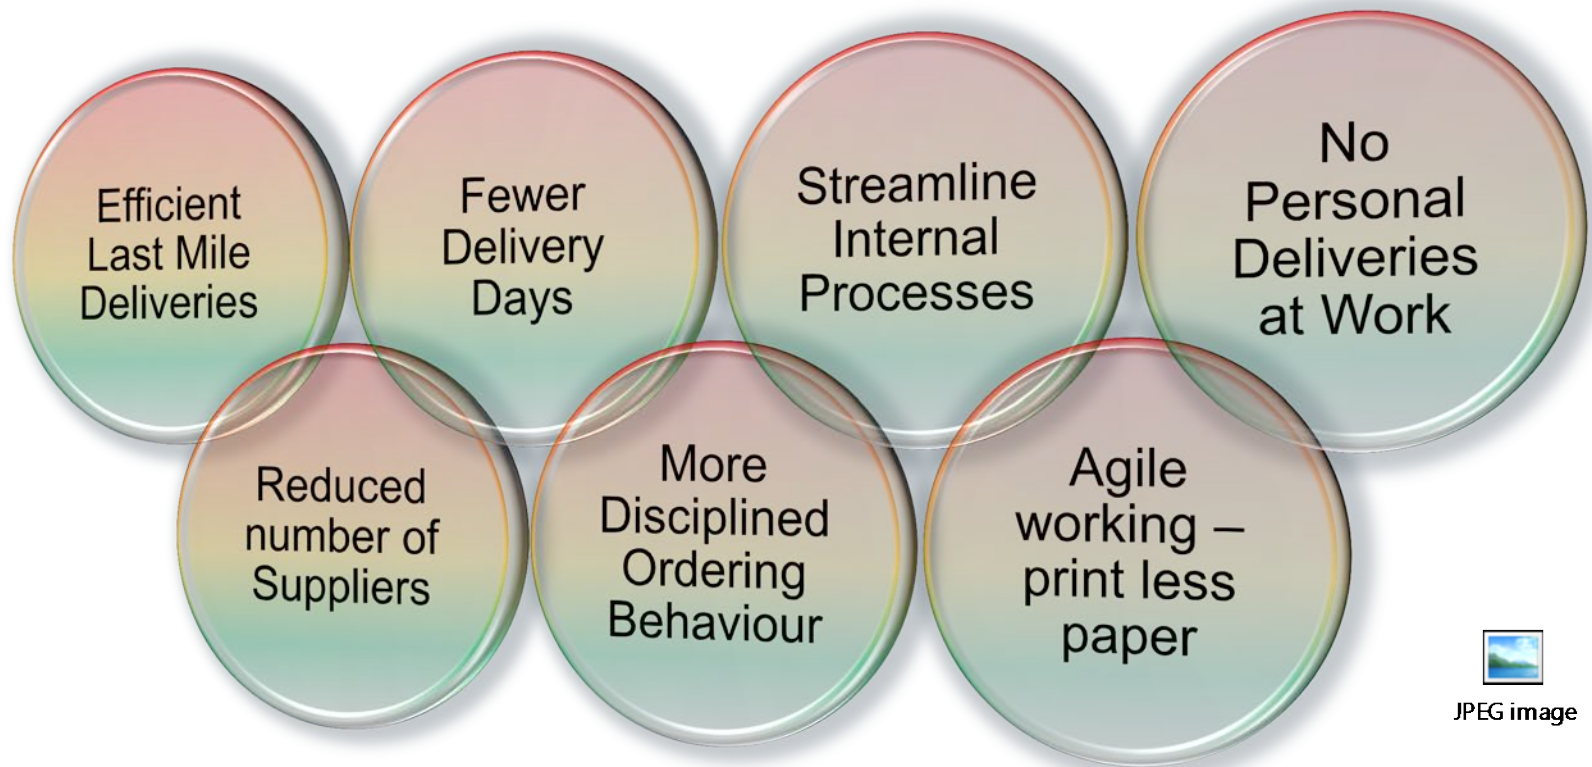 Efficient
Last Mile
Deliveries
Fewer
Delivery
Days
Streamline
Internal
Processes
No
Personal
Deliveries
at Work
Reduced
number of
Suppliers
More
Disciplined
Ordering
Behaviour
Agile
working –
print less
paper
JPEG image